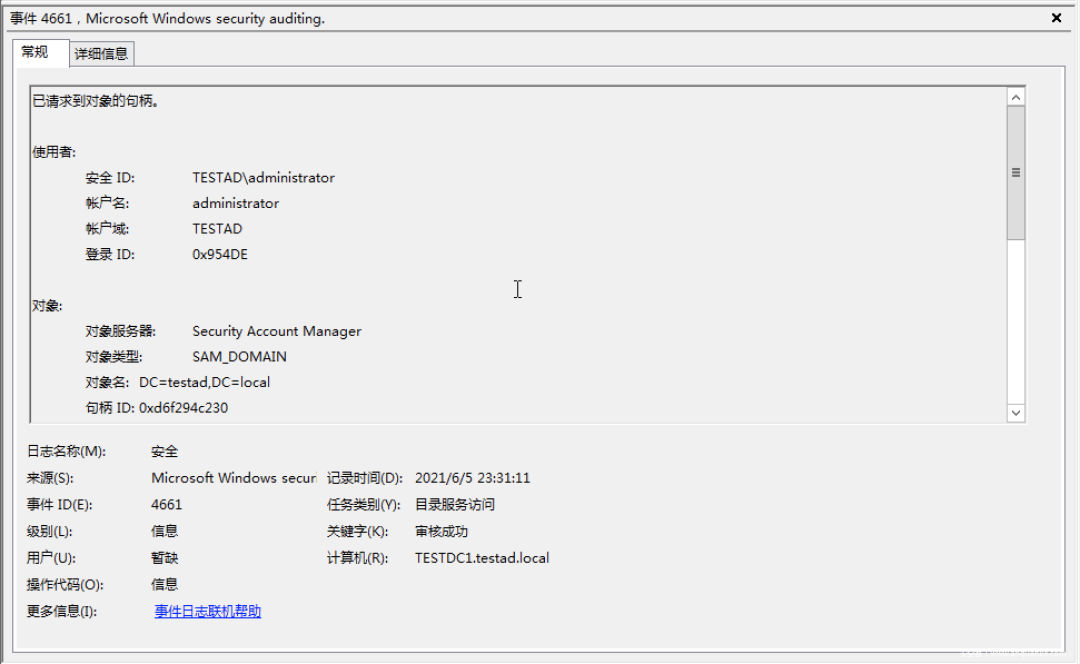 事件 4661，Microsoft Windows security auditing.
常规 详细信息
已请求到对象的句柄。
使用者:
安全 ID: TESTAD\administrator
帐户名: administrator
帐户域: TESTAD
登录 ID: 0x954DE
对象:
对象服务器: Security Account Manager
对象类型: SAM_DOMAIN
对象名: DC=testad,DC=local
句柄 ID: 0xd6f294c230
日志名称(M): 安全
来源(S): Microsoft Windows securi 记录时间(D): 2021/6/5 23:31:11
事件 ID(E): 4661 任务类别(Y): 目录服务访问
级别(L): 信息 关键字(K): 审核成功
用户(U): 暂缺 计算机(R): TESTDC1.testad.local
操作代码(O): 信息
更多信息(I): 事件日志联机帮助